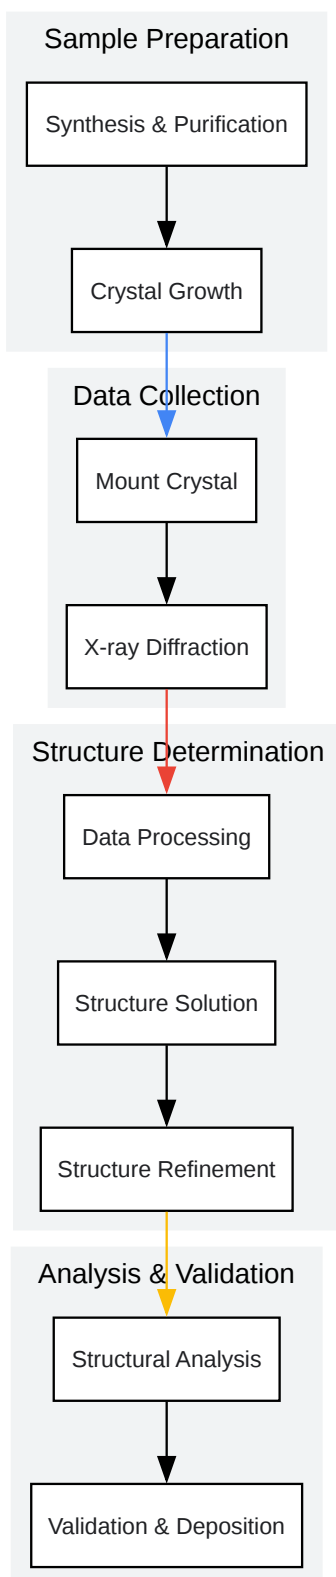 Sample Preparation
Synthesis & Purification
Crystal Growth
Data Collection
Mount Crystal
X-ray Diffraction
Structure Determination
Data Processing
Structure Solution
Structure Refinement
Analysis & Validation
Structural Analysis
Validation & Deposition